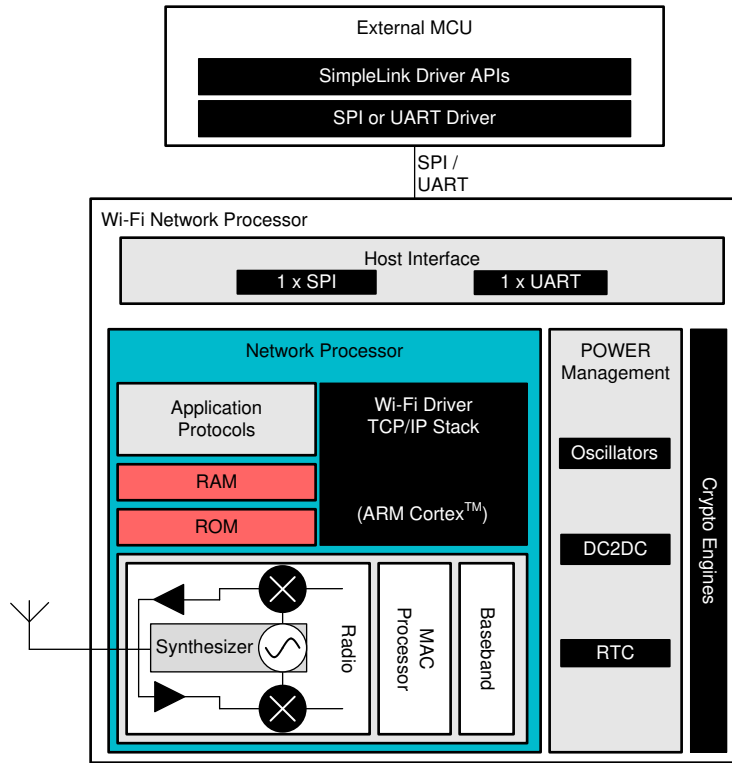 External MCU
SimpleLink Driver APIs
SPI or UART Driver
SPI /
UART
Wi-Fi Network Processor
Host Interface
1 x SPI
1 x UART
Network Processor
Application
Protocols
Wi-Fi Driver
TCP/IP Stack
(ARM Cortex™)
RAM
ROM
Synthesizer
Radio
MAC
Processor
Baseband
POWER
Management
Oscillators
DC2DC
RTC
Crypto Engines